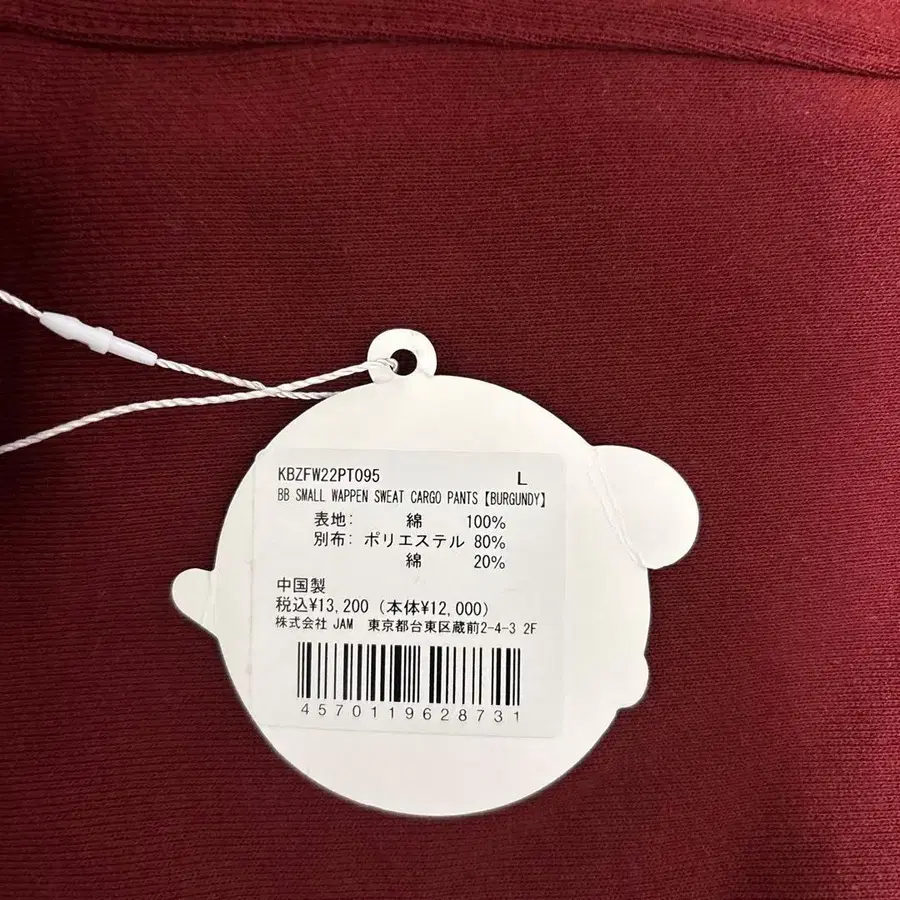 KBZFW22PT095 L
BB SMALL WAPPEN SWEAT CARGO PANTS【BURGUNDY】
表地: 綿 100%
別布: ポリエステル 80%
綿 20%
中国製
税込¥13,200 (本体¥12,000)
株式会社 JAM 東京都台東区蔵前2-4-3 2F
4570119628731